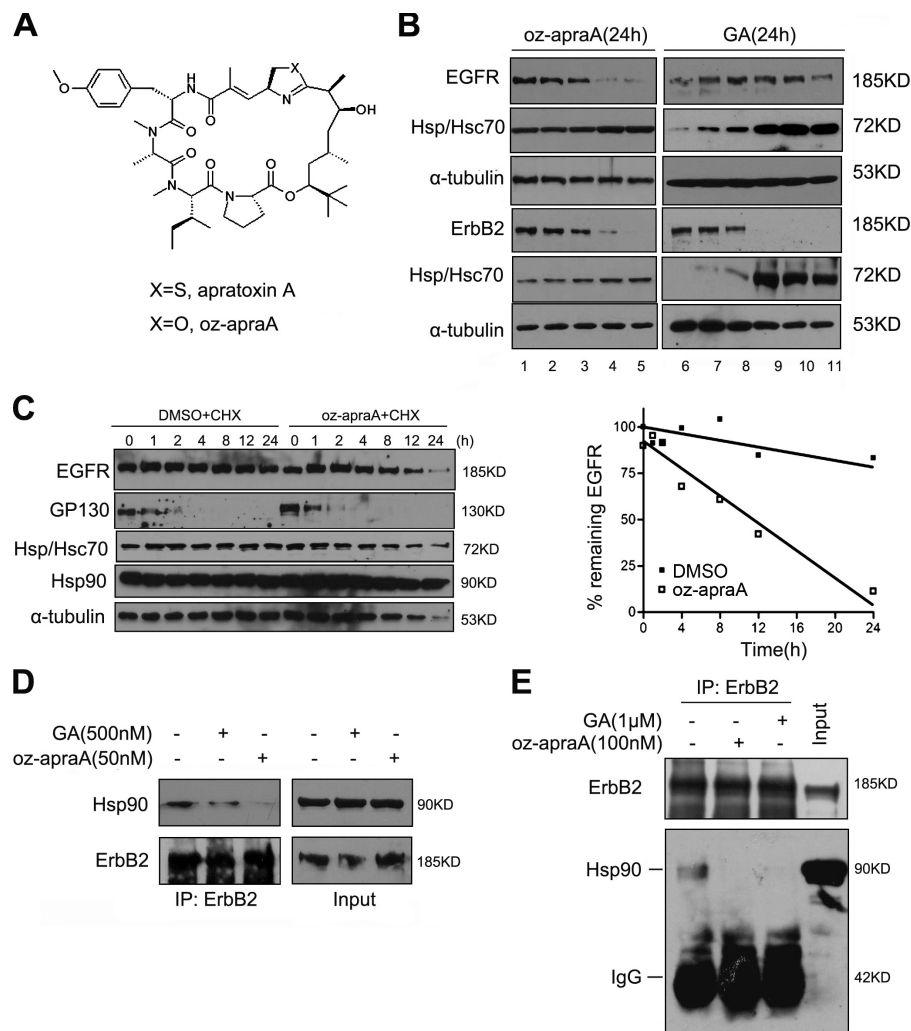 A
O
NH
O
X
N
OH
O
N
O
N
O
N
O
O
X=S, apratoxin A
X=O, oz-apraA
B
oz-apraA(24h) GA(24h)
EGFR 185KD
Hsp/Hsc70 72KD
α-tubulin 53KD
ErbB2 185KD
Hsp/Hsc70 72KD
α-tubulin 53KD
1 2 3 4 5 6 7 8 9 10 11
C
DMSO+CHX oz-apraA+CHX
0 1 2 4 8 12 24 0 1 2 4 8 12 24 (h)
EGFR 185KD
GP130 130KD
Hsp/Hsc70 72KD
Hsp90 90KD
α-tubulin 53KD
% remaining EGFR
100
75
50
25
0
DMSO
oz-apraA
0 4 8 12 16 20 24
Time(h)
D
GA(500nM) - + - - + -
oz-apraA(50nM) - - + - - +
Hsp90 90KD
ErbB2 185KD
IP: ErbB2 Input
E
IP: ErbB2
GA(1μM) - - + Input
oz-apraA(100nM) - + -
ErbB2 185KD
Hsp90 90KD
IgG 42KD